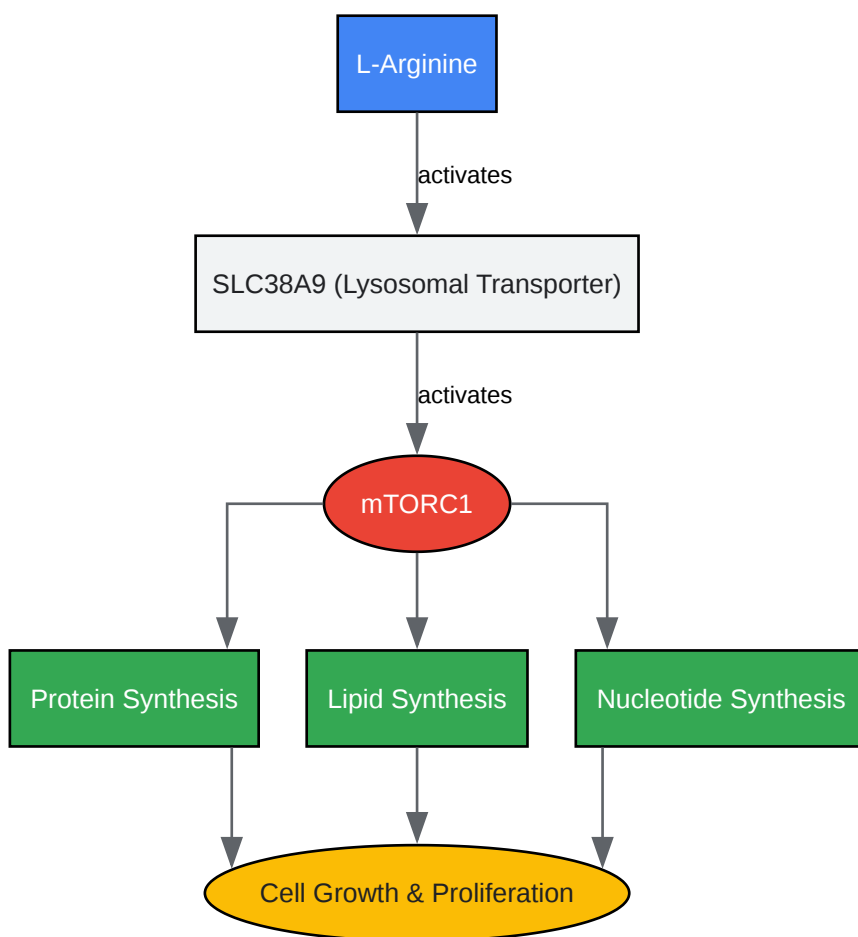 L-Arginine
activates
SLC38A9 (Lysosomal Transporter)
activates
mTORC1
Protein Synthesis
Lipid Synthesis
Nucleotide Synthesis
Cell Growth & Proliferation